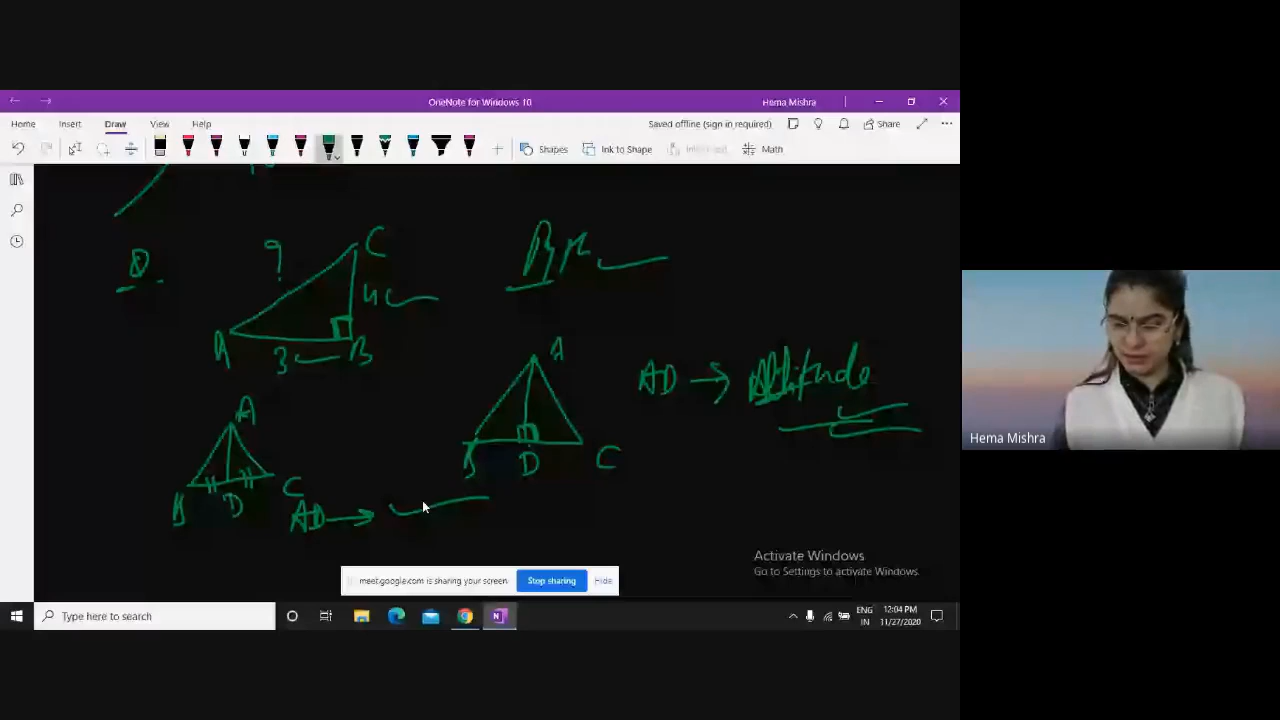 OneNote for Windows 10
Hema Mishra
Home Insert Draw View Help
Saved offline (sign in required)
Share
Shapes
Ink to Shape
Math
Q.
?
C
4
A
3
B
A
B
D
C
AD → Altitude
A
B
D
C
AD →
Hema Mishra
Activate Windows
Go to Settings to activate Windows.
meet.google.com is sharing your screen.
Stop sharing
Hide
Type here to search
ENG
IN
12:04 PM
11/27/2020